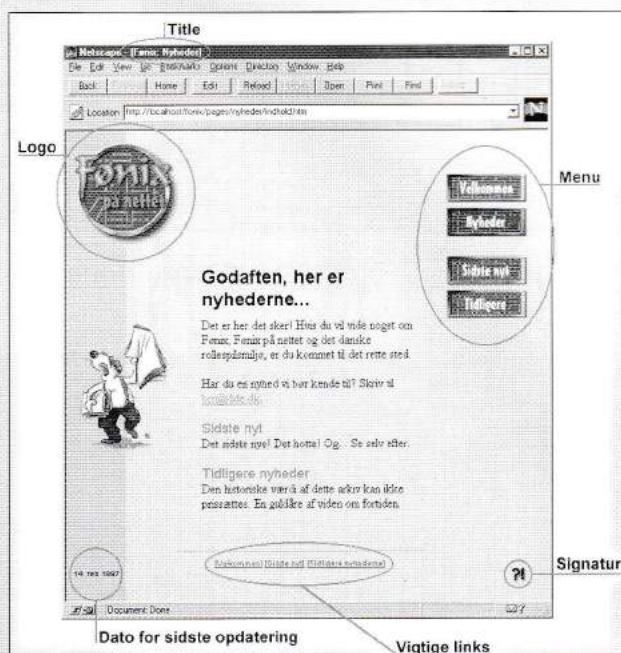 Title
Netscape - [Fønix: Nyheder]
File Edit View Go Bookmarks Options Directory Window Help
Back Home Edit Reload Open Print Find
Location: http://localhost/fonix/pages/nyheder/indhold.htm
N
Logo
Fønix
på nettet
Menu
Velkommen
Nyheder
Sidste nyt
Tidligere
Godaften, her er
nyhederne...
Det er her det sker! Hvis du vil vide noget om
Fønix, Fønix på nettet og det danske
rollespilsmiljø, er du kommet til det rette sted.
Har du en nyhed vi bør kende til? Skriv til
Sidste nyt
Det sidste nye! Det hotte! Og... Se selv efter.
Tidligere nyheder
Den historiske værdi af dette arkiv kan ikke
prissættes. En guldåre af viden om fortiden.
[Velkommen] [Sidste nyt] [Tidligere nyhederne]
14. maj 1997
?!
Signatur
Document: Done
Dato for sidste opdatering
Vigtige links